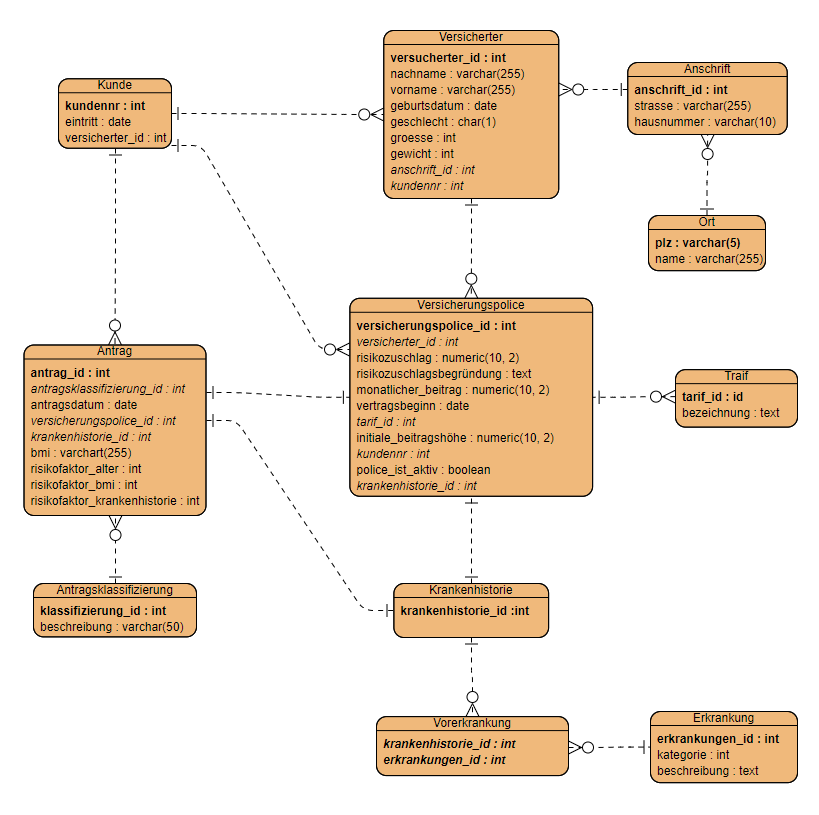 Versicherter
versucherter_id : int
nachname : varchar(255)
vorname : varchar(255)
geburtsdatum : date
geschlecht : char(1)
groesse : int
gewicht : int
anschrift_id : int
kundennr : int
Anschrift
anschrift_id : int
strasse : varchar(255)
hausnummer : varchar(10)
Kunde
kundennr : int
eintritt : date
versicherter_id : int
Ort
plz : varchar(5)
name : varchar(255)
Versicherungspolice
versicherungspolice_id : int
versicherter_id : int
risikozuschlag : numeric(10, 2)
risikozuschlagsbegründung : text
monatlicher_beitrag : numeric(10, 2)
vertragsbeginn : date
tarif_id : int
initiale_beitragshöhe : numeric(10, 2)
kundennr : int
police_ist_aktiv : boolean
krankenhistorie_id : int
Antrag
antrag_id : int
antragsklassifizierung_id : int
antragsdatum : date
versicherungspolice_id : int
krankenhistorie_id : int
bmi : varchart(255)
risikofaktor_alter : int
risikofaktor_bmi : int
risikofaktor_krankenhistorie : int
Traif
tarif_id : id
bezeichnung : text
Antragsklassifizierung
klassifizierung_id : int
beschreibung : varchar(50)
Krankenhistorie
krankenhistorie_id :int
Vorerkrankung
krankenhistorie_id : int
erkrankungen_id : int
Erkrankung
erkrankungen_id : int
kategorie : int
beschreibung : text